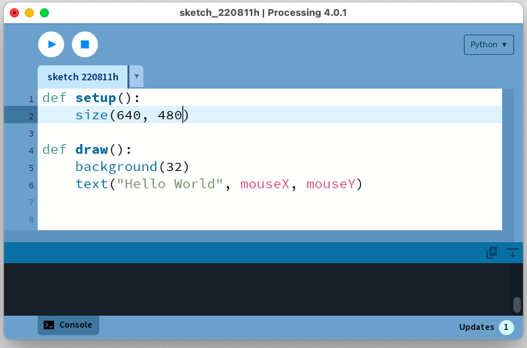 sketch_220811h | Processing 4.0.1
Python ▾
sketch 220811h ▾
1 def setup():
2     size(640, 480)
3
4 def draw():
5     background(32)
6     text("Hello World", mouseX, mouseY)
7
8
Console
Updates 1